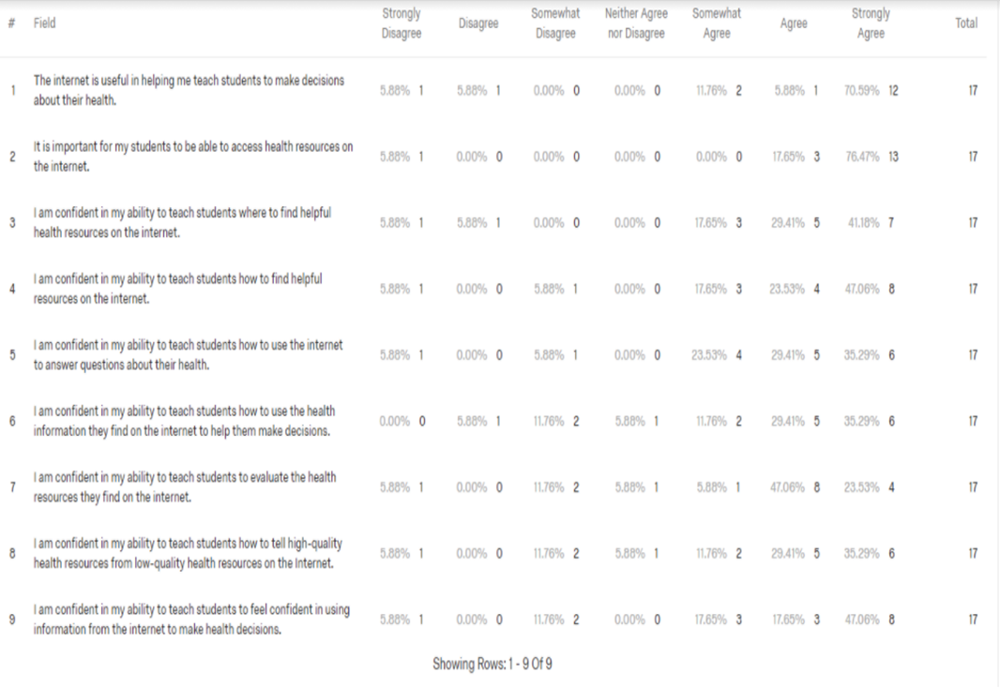 # Field Strongly Disagree Disagree Somewhat Disagree Neither Agree nor Disagree Somewhat Agree Agree Strongly Agree Total
1 The internet is useful in helping me teach students to make decisions about their health. 5.88% 1 5.88% 1 0.00% 0 0.00% 0 11.76% 2 5.88% 1 70.59% 12 17
2 It is important for my students to be able to access health resources on the internet. 5.88% 1 0.00% 0 0.00% 0 0.00% 0 0.00% 0 17.65% 3 76.47% 13 17
3 I am confident in my ability to teach students where to find helpful health resources on the internet. 5.88% 1 5.88% 1 0.00% 0 0.00% 0 17.65% 3 29.41% 5 41.18% 7 17
4 I am confident in my ability to teach students how to find helpful resources on the internet. 5.88% 1 0.00% 0 5.88% 1 0.00% 0 17.65% 3 23.53% 4 47.06% 8 17
5 I am confident in my ability to teach students how to use the internet to answer questions about their health. 5.88% 1 0.00% 0 5.88% 1 0.00% 0 23.53% 4 29.41% 5 35.29% 6 17
6 I am confident in my ability to teach students how to use the health information they find on the internet to help them make decisions. 0.00% 0 5.88% 1 11.76% 2 5.88% 1 11.76% 2 29.41% 5 35.29% 6 17
7 I am confident in my ability to teach students to evaluate the health resources they find on the internet. 5.88% 1 0.00% 0 11.76% 2 5.88% 1 5.88% 1 47.06% 8 23.53% 4 17
8 I am confident in my ability to teach students how to tell high-quality health resources from low-quality health resources on the Internet. 5.88% 1 0.00% 0 11.76% 2 5.88% 1 11.76% 2 29.41% 5 35.29% 6 17
9 I am confident in my ability to teach students to feel confident in using information from the internet to make health decisions. 5.88% 1 0.00% 0 11.76% 2 0.00% 0 17.65% 3 17.65% 3 47.06% 8 17
Showing Rows: 1 - 9 Of 9